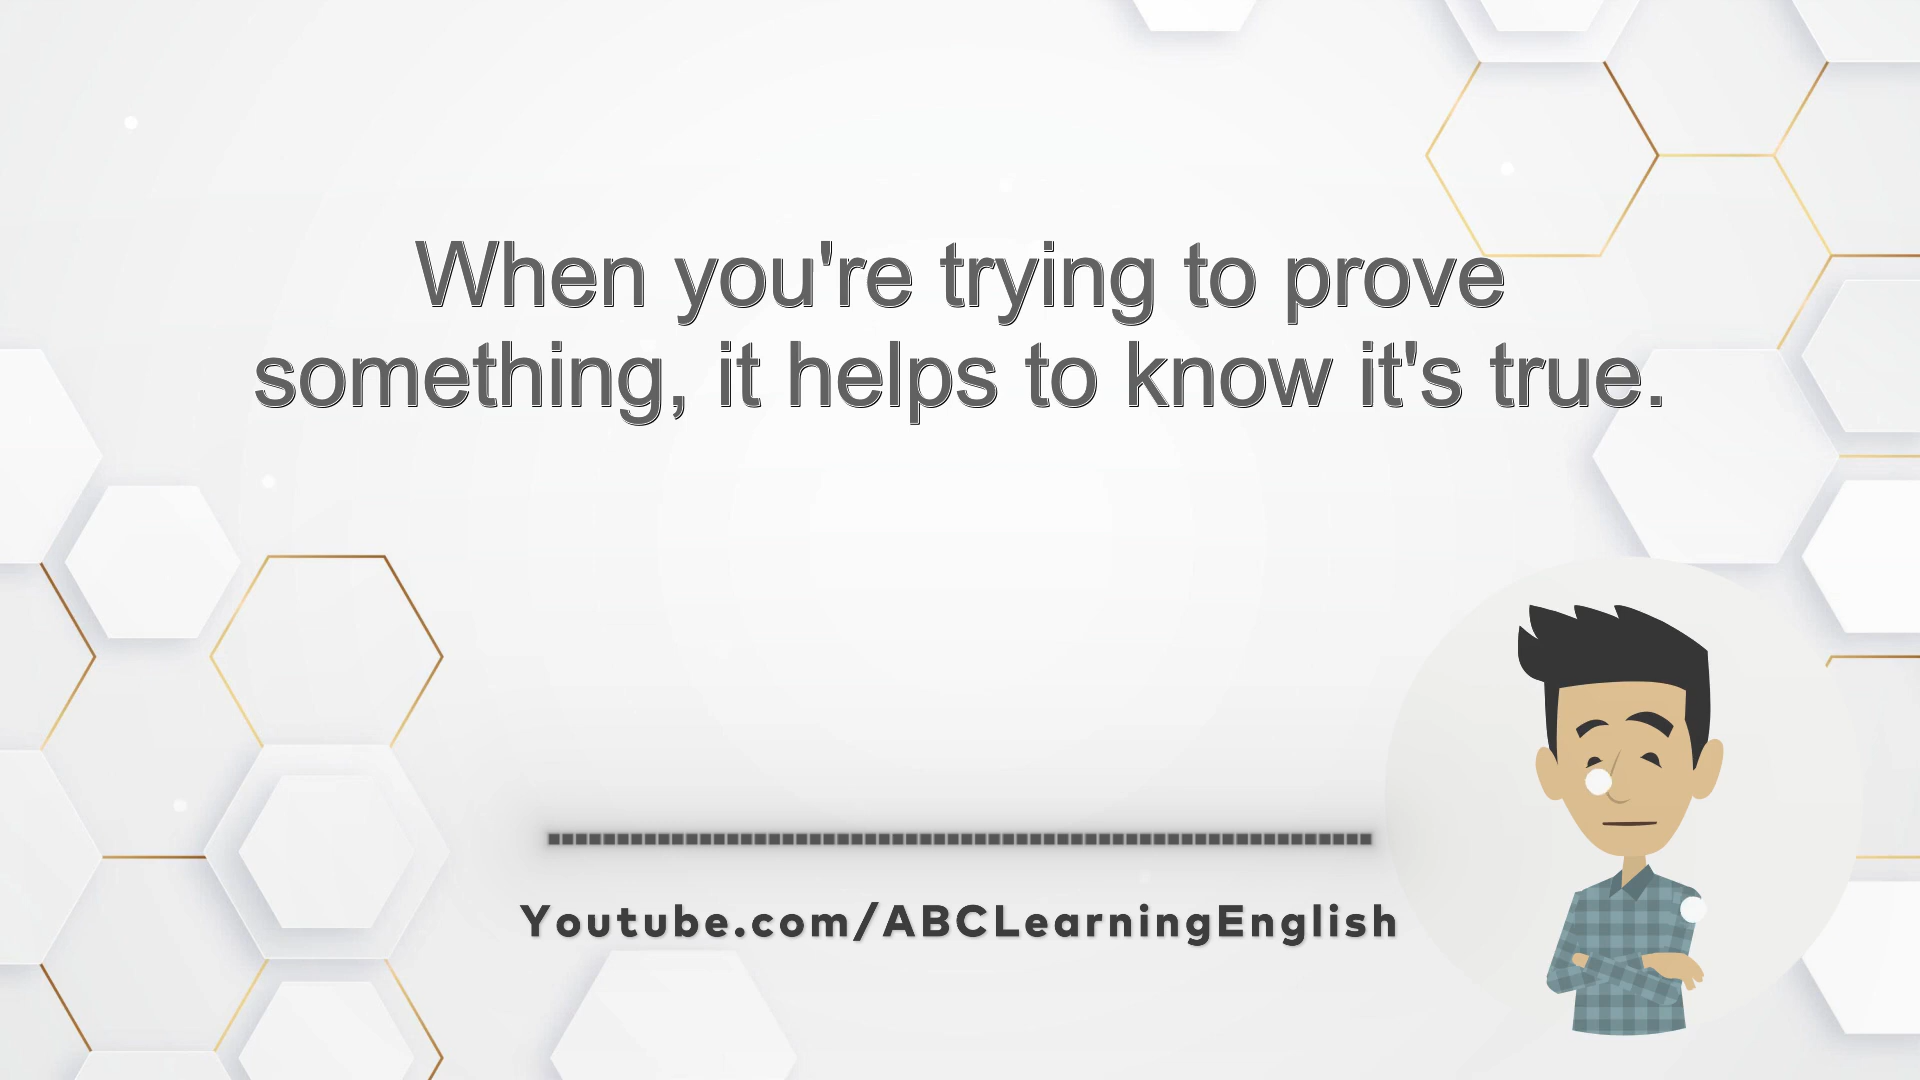 When you're trying to prove
something, it helps to know it's true.
Youtube.com/ABCLearningEnglish